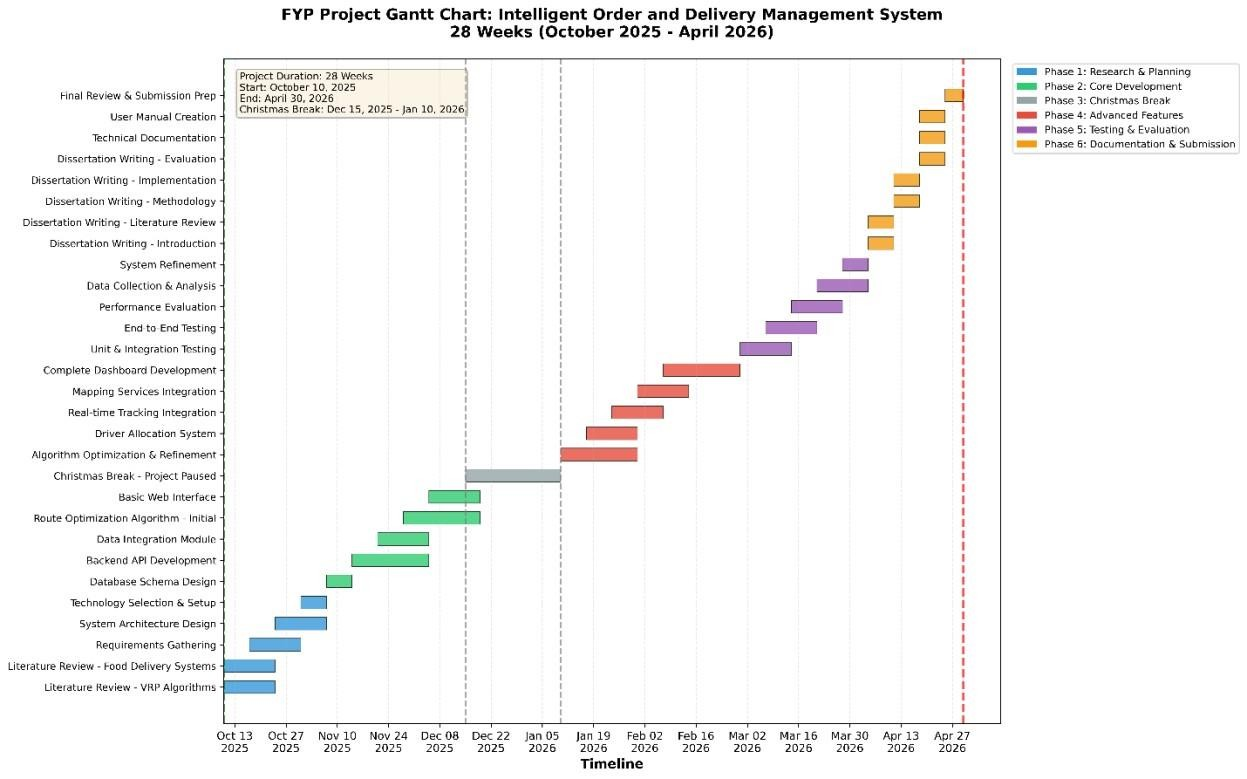 FYP Project Gantt Chart: Intelligent Order and Delivery Management System
28 Weeks (October 2025 - April 2026)
Project Duration: 28 Weeks
Start: October 10, 2025
End: April 30, 2026
Christmas Break: Dec 15, 2025 - Jan 10, 2026
Phase 1: Research & Planning
Phase 2: Core Development
Phase 3: Christmas Break
Phase 4: Advanced Features
Phase 5: Testing & Evaluation
Phase 6: Documentation & Submission
Final Review & Submission Prep
User Manual Creation
Technical Documentation
Dissertation Writing - Evaluation
Dissertation Writing - Implementation
Dissertation Writing - Methodology
Dissertation Writing - Literature Review
Dissertation Writing - Introduction
System Refinement
Data Collection & Analysis
Performance Evaluation
End-to-End Testing
Unit & Integration Testing
Complete Dashboard Development
Mapping Services Integration
Real-time Tracking Integration
Driver Allocation System
Algorithm Optimization & Refinement
Christmas Break - Project Paused
Basic Web Interface
Route Optimization Algorithm - Initial
Data Integration Module
Backend API Development
Database Schema Design
Technology Selection & Setup
System Architecture Design
Requirements Gathering
Literature Review - Food Delivery Systems
Literature Review - VRP Algorithms
Oct 13 Oct 27 Nov 10 Nov 24 Dec 08 Dec 22 Jan 05 Jan 19 Feb 02 Feb 16 Mar 02 Mar 16 Mar 30 Apr 13 Apr 27
2025 2025 2025 2025 2025 2025 2026 2026 2026 2026 2026 2026 2026 2026 2026
Timeline